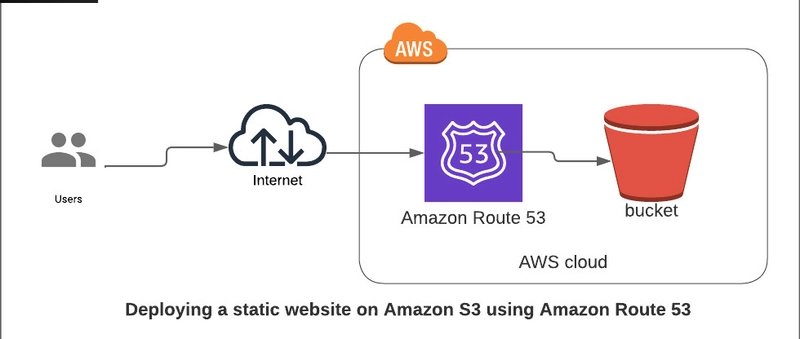 AWS
53
Internet
Users
Amazon Route 53
bucket
AWS cloud
Deploying a static website on Amazon S3 using Amazon Route 53